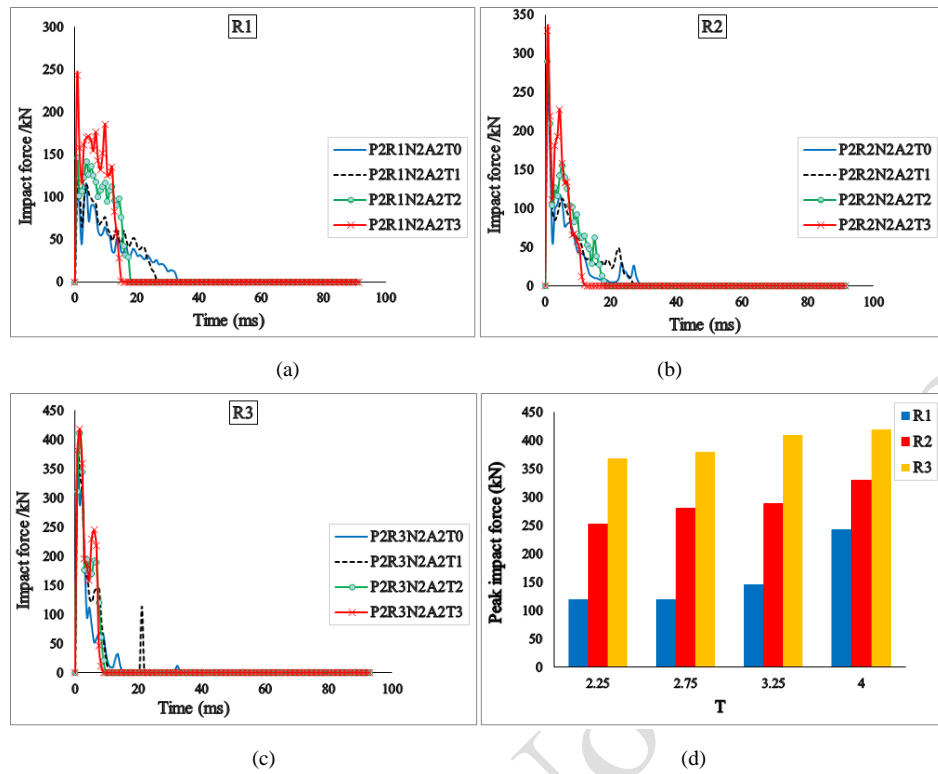 R1
Impact force /kN
300
250
200
150
100
50
0
0 20 40 60 80 100
Time (ms)
P2R1N2A2T0
P2R1N2A2T1
P2R1N2A2T2
P2R1N2A2T3
(a)
R2
Impact force /kN
350
300
250
200
150
100
50
0
0 20 40 60 80 100
Time (ms)
P2R2N2A2T0
P2R2N2A2T1
P2R2N2A2T2
P2R2N2A2T3
(b)
R3
Impact force /kN
450
400
350
300
250
200
150
100
50
0
0 20 40 60 80 100
Time (ms)
P2R3N2A2T0
P2R3N2A2T1
P2R3N2A2T2
P2R3N2A2T3
(c)
Peak impact force (kN)
450
400
350
300
250
200
150
100
50
0
2.25 2.75 3.25 4
T
R1
R2
R3
(d)